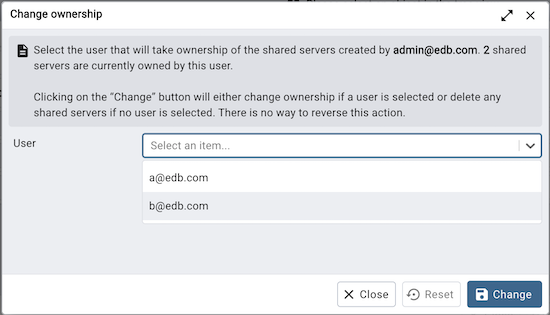 Change ownership
Select the user that will take ownership of the shared servers created by admin@edb.com. 2 shared
servers are currently owned by this user.
Clicking on the “Change” button will either change ownership if a user is selected or delete any
shared servers if no user is selected. There is no way to reverse this action.
User
Select an item...
a@edb.com
b@edb.com
Close
Reset
Change